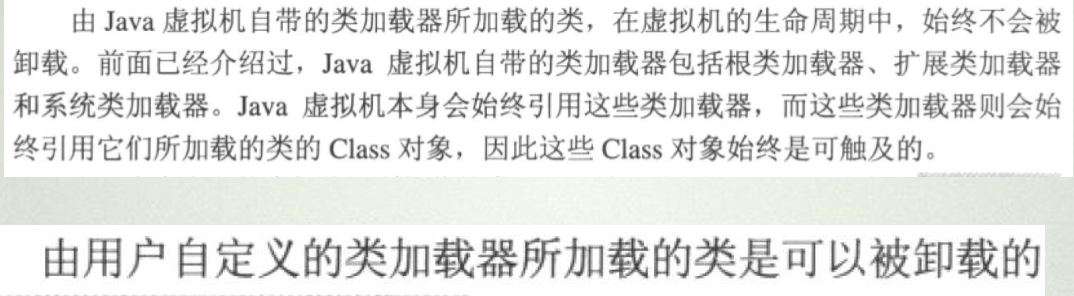 由 Java 虚拟机自带的类加载器所加载的类，在虚拟机的生命周期中，始终不会被
卸载。前面已经介绍过，Java 虚拟机自带的类加载器包括根类加载器、扩展类加载器
和系统类加载器。Java 虚拟机本身会始终引用这些类加载器，而这些类加载器则会始
终引用它们所加载的类的 Class 对象，因此这些 Class 对象始终是可触及的。
由用户自定义的类加载器所加载的类是可以被卸载的